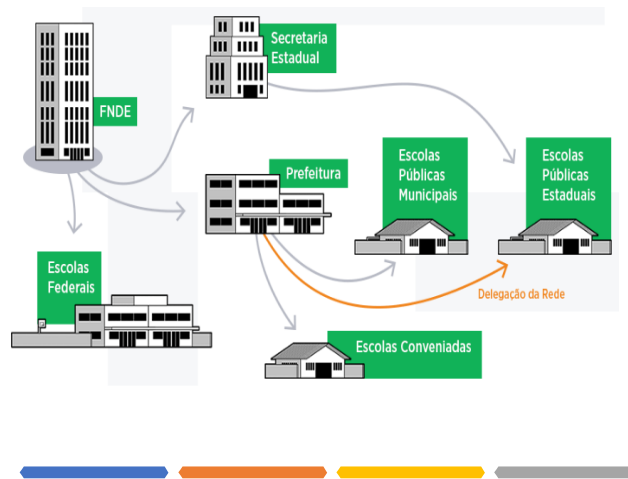 Secretaria
Estadual
FNDE
Prefeitura
Escolas
Públicas
Municipais
Escolas
Públicas
Estaduais
Escolas
Federais
Delegação da Rede
Escolas Conveniadas